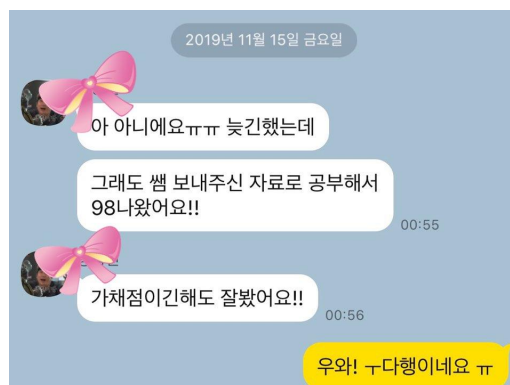 2019년 11월 15일 금요일
아 아니에요ㅠㅠ 늦긴했는데
그래도 쌤 보내주신 자료로 공부해서
98나왔어요!!
00:55
가채점이긴해도 잘봤어요!!
00:56
우와! ㅜ다행이네요 ㅠ